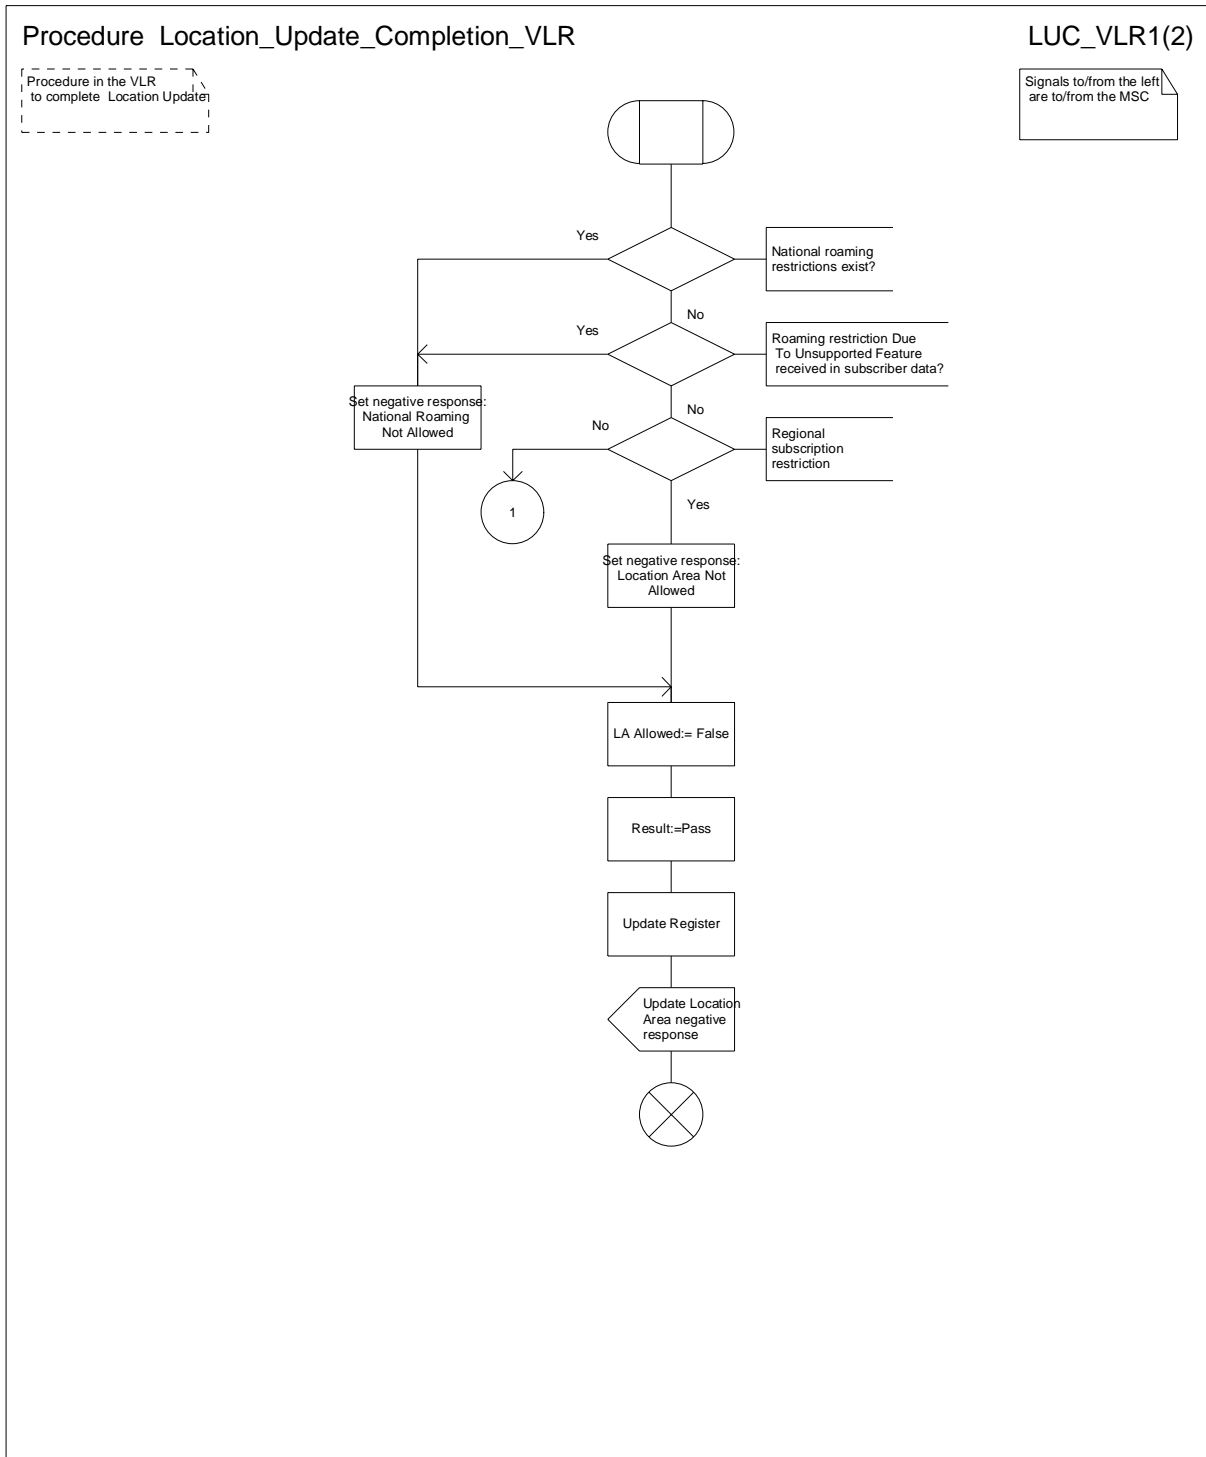 Procedure Location_Update_Completion_VLR
LUC_VLR1(2)
Procedure in the VLR
to complete Location Update
Signals to/from the left
are to/from the MSC
Yes
National roaming
restrictions exist?
No
Yes
Roaming restriction Due
To Unsupported Feature
received in subscriber data?
Set negative response:
National Roaming
Not Allowed
No
No
Regional
subscription
restriction
1
Yes
Set negative response:
Location Area Not
Allowed
LA Allowed:= False
Result:=Pass
Update Register
Update Location
Area negative
response